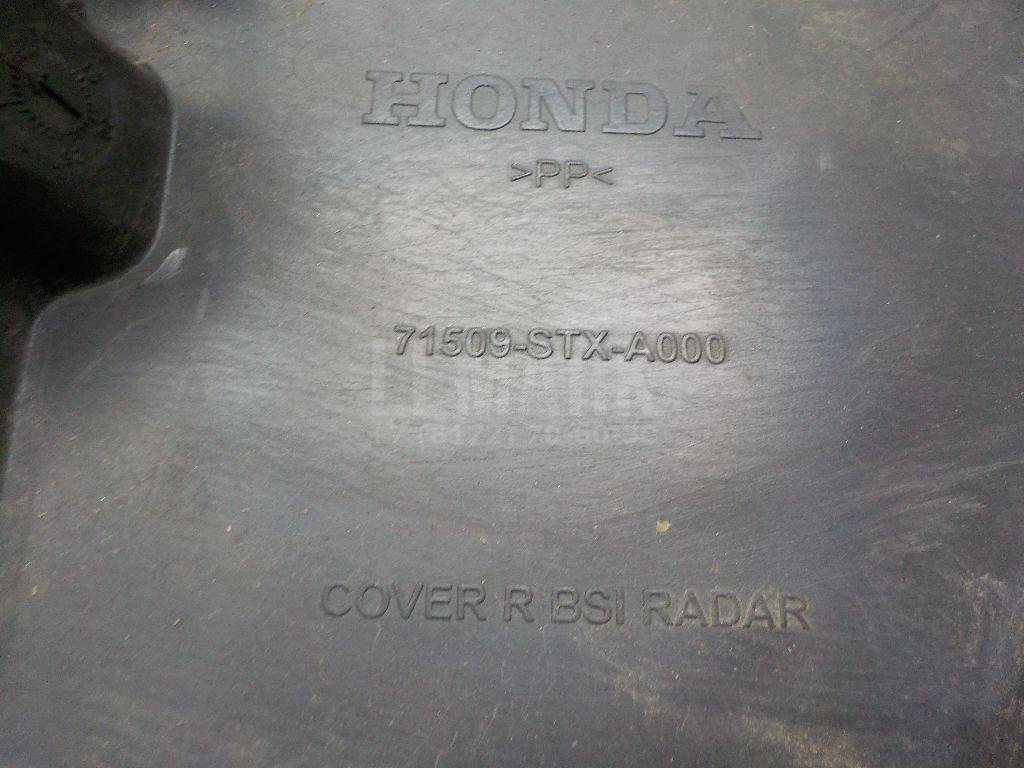 HONDA
>PP<
71509-STX-A000
COVER R BSI RADAR